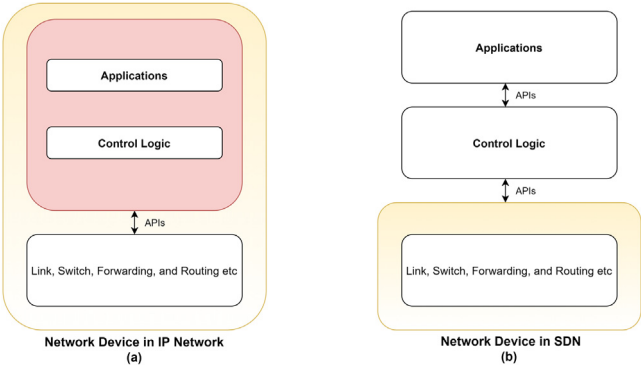 Applications
Control Logic
APIs
Link, Switch, Forwarding, and Routing etc
Network Device in IP Network
(a)
Applications
APIs
Control Logic
APIs
Link, Switch, Forwarding, and Routing etc
Network Device in SDN
(b)